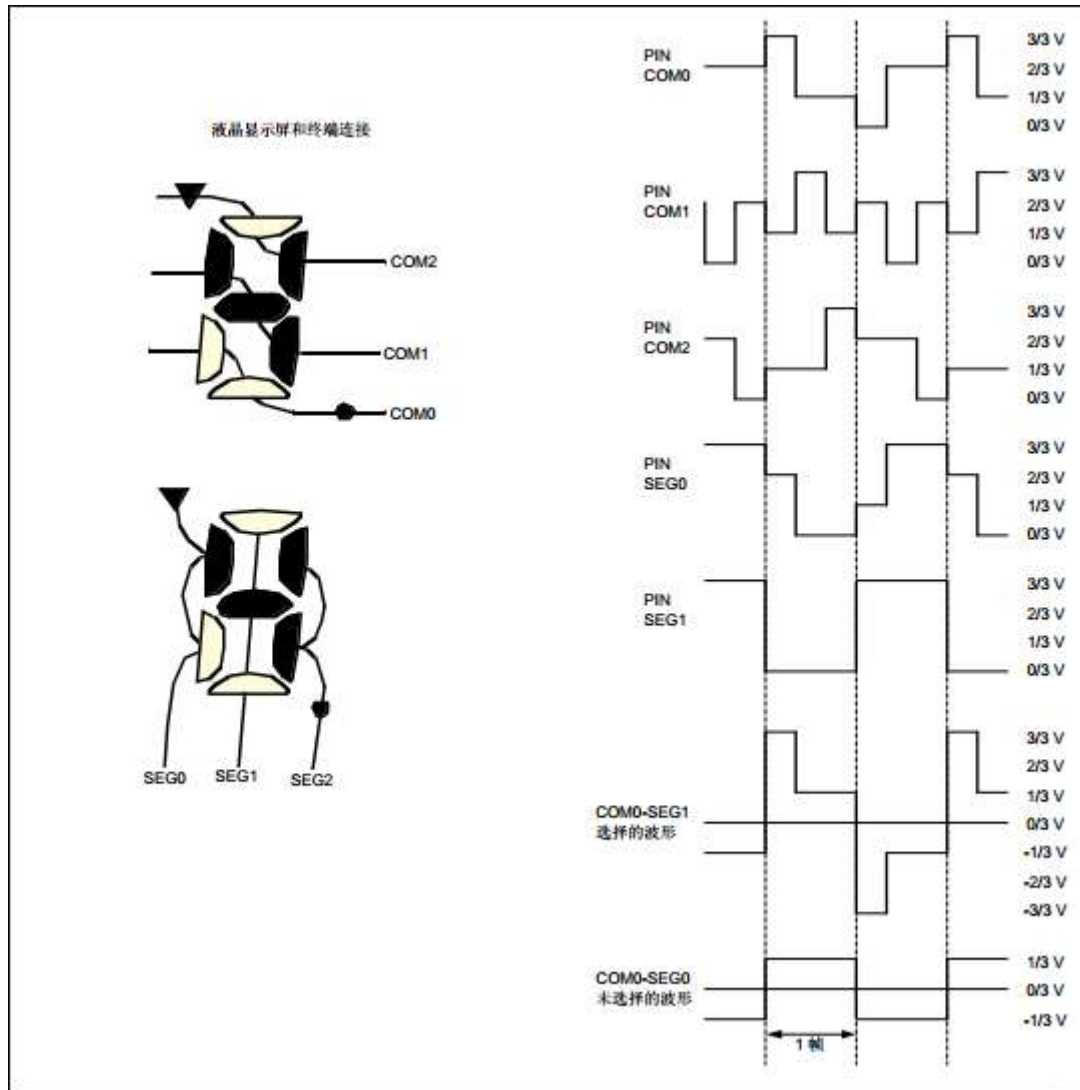 液晶显示屏和终端连接
COM2
COM1
COM0
SEG0
SEG1
SEG2
PIN
COM0
3/3 V
2/3 V
1/3 V
0/3 V
PIN
COM1
3/3 V
2/3 V
1/3 V
0/3 V
PIN
COM2
3/3 V
2/3 V
1/3 V
0/3 V
PIN
SEG0
3/3 V
2/3 V
1/3 V
0/3 V
PIN
SEG1
3/3 V
2/3 V
1/3 V
0/3 V
COM0-SEG1
选择的波形
3/3 V
2/3 V
1/3 V
0/3 V
-1/3 V
-2/3 V
-3/3 V
COM0-SEG0
未选择的波形
1/3 V
0/3 V
-1/3 V
1 帧